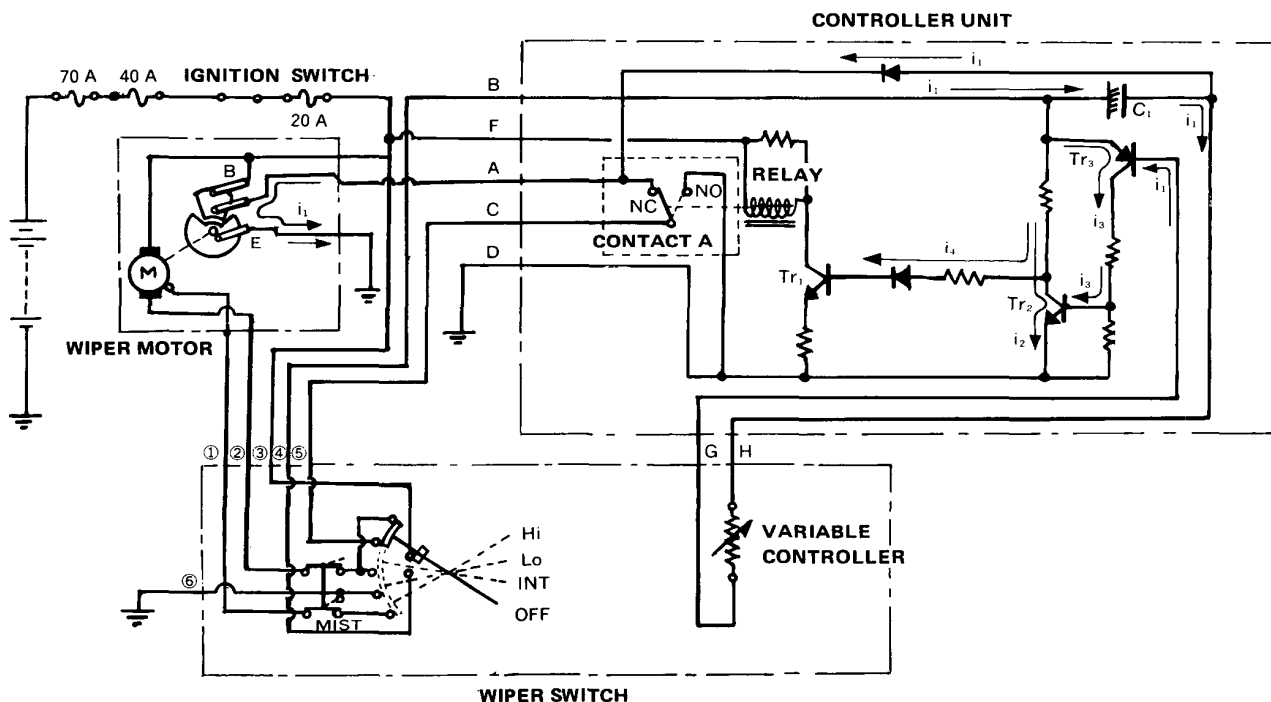 CONTROLLER UNIT
70 A
40 A
IGNITION SWITCH
20 A
i₁
B
i₁
C₁
i₁
F
B
A
RELAY
Tr₃
i₁
NO
NC
i₁
C
i₃
E
CONTACT A
M
D
i₄
Tr₁
i₃
Tr₂
i₂
WIPER MOTOR
① ② ③ ④ ⑤
G H
Hi
VARIABLE
CONTROLLER
Lo
INT
⑥
OFF
MIST
WIPER SWITCH